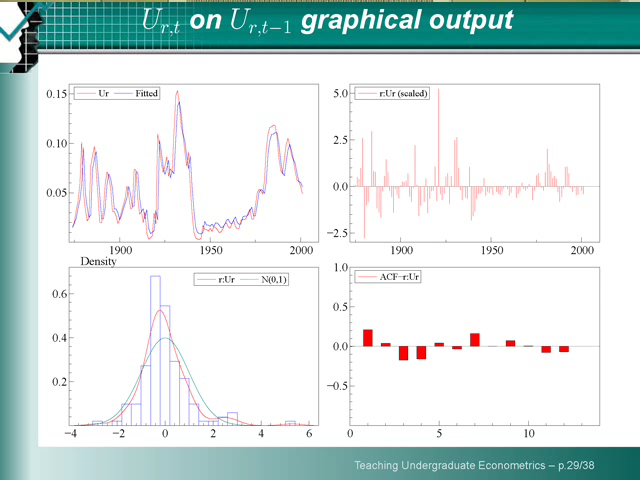 U_{r,t} on U_{r,t−1} graphical output
Ur Fitted
0.15
0.10
0.05
1900 1950 2000
r:Ur (scaled)
5.0
2.5
0.0
−2.5
1900 1950 2000
Density
r:Ur N(0,1)
0.6
0.4
0.2
−4 −2 0 2 4 6
ACF−r:Ur
1.0
0.5
0.0
−0.5
0 5 10
Teaching Undergraduate Econometrics – p.29/38